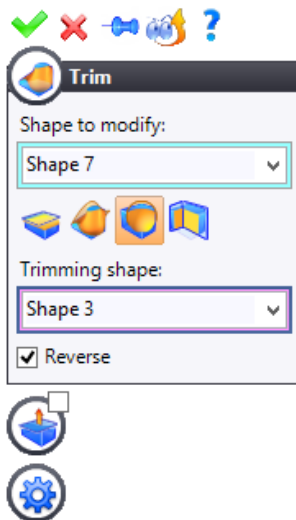 ?
Trim
Shape to modify:
Shape 7
Trimming shape:
Shape 3
Reverse